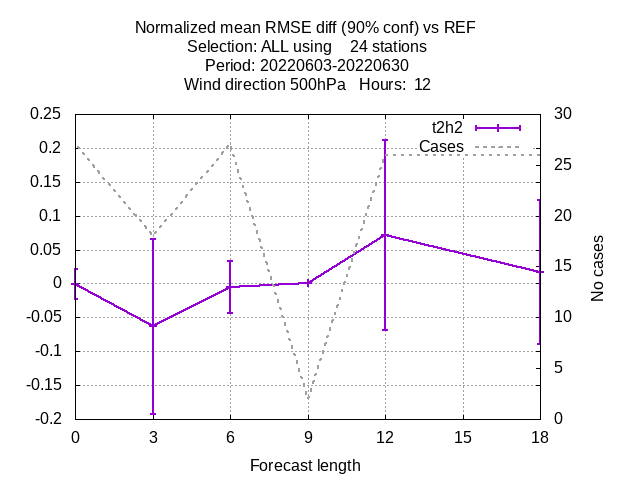 Normalized mean RMSE diff (90% conf) vs REF
Selection: ALL using    24 stations
Period: 20220603-20220630
Wind direction 500hPa   Hours:  12
0.25
0.2
0.15
0.1
0.05
0
-0.05
-0.1
-0.15
-0.2
30
25
20
15
10
5
0
t2h2
Cases
No cases
0 3 6 9 12 15 18
Forecast length